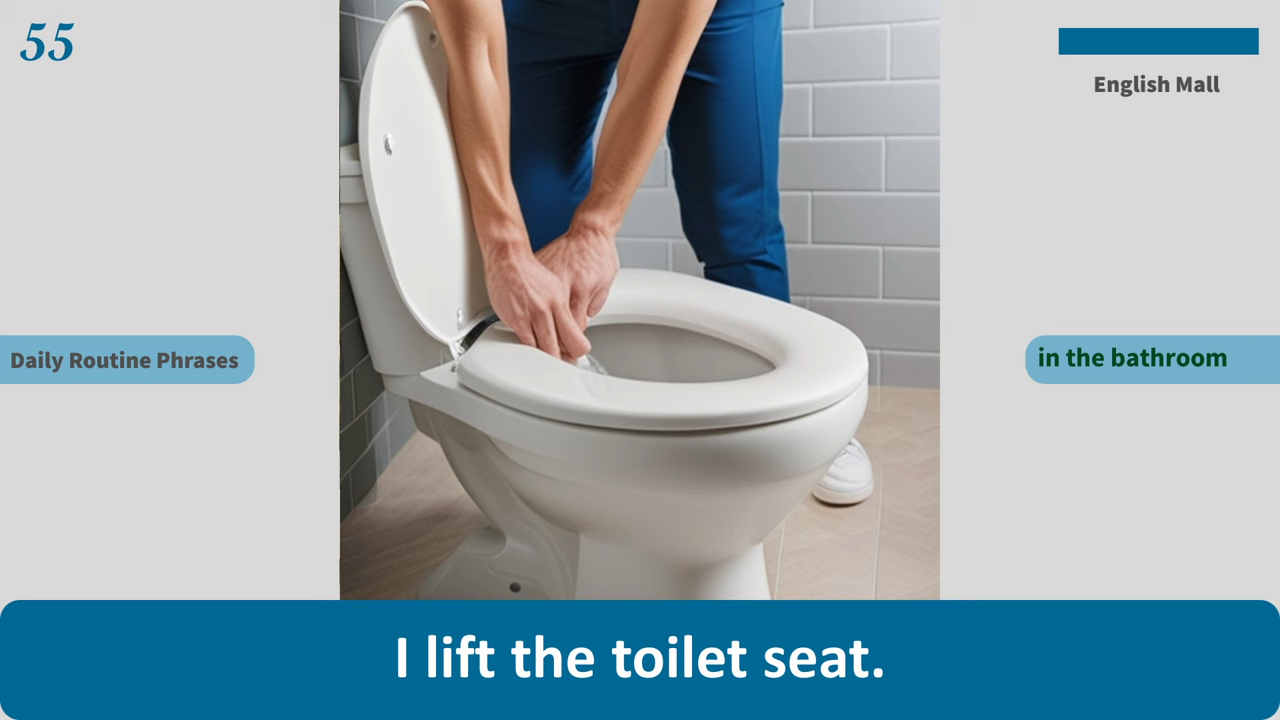 55
English Mall
Daily Routine Phrases
in the bathroom
I lift the toilet seat.